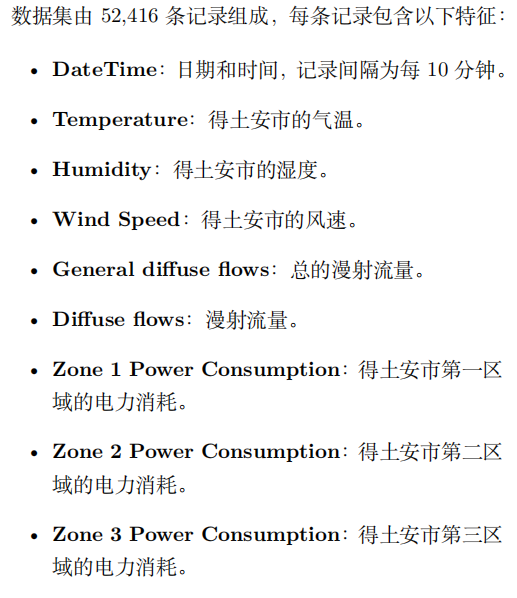 数据集由 52,416 条记录组成，每条记录包含以下特征：
• DateTime：日期和时间，记录间隔为每 10 分钟。
• Temperature：得土安市的气温。
• Humidity：得土安市的湿度。
• Wind Speed：得土安市的风速。
• General diffuse flows：总的漫射流量。
• Diffuse flows：漫射流量。
• Zone 1 Power Consumption：得土安市第一区
域的电力消耗。
• Zone 2 Power Consumption：得土安市第二区
域的电力消耗。
• Zone 3 Power Consumption：得土安市第三区
域的电力消耗。